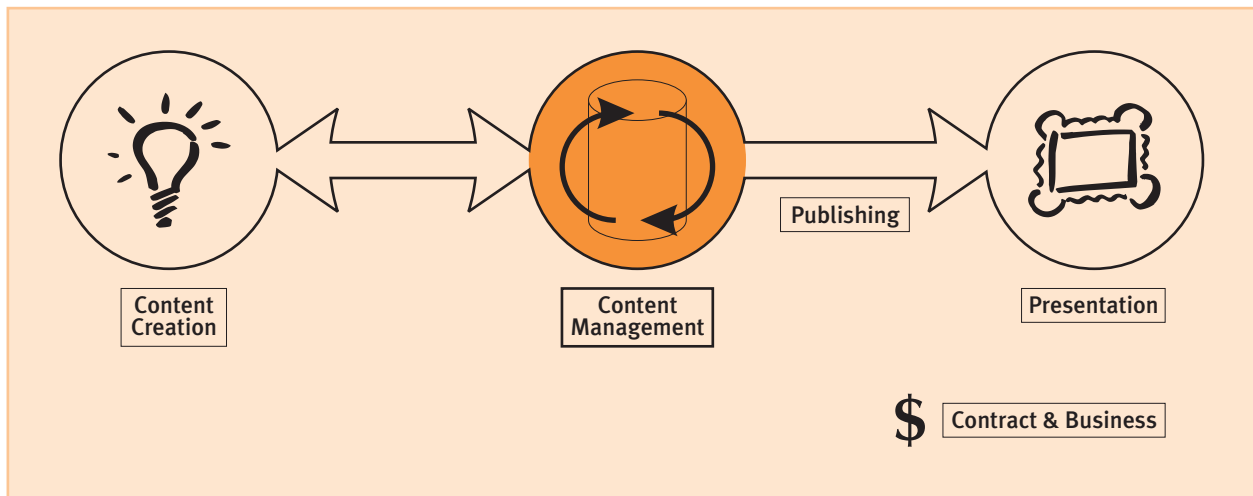 Publishing
Content
Creation
Content
Management
Presentation
$ Contract & Business